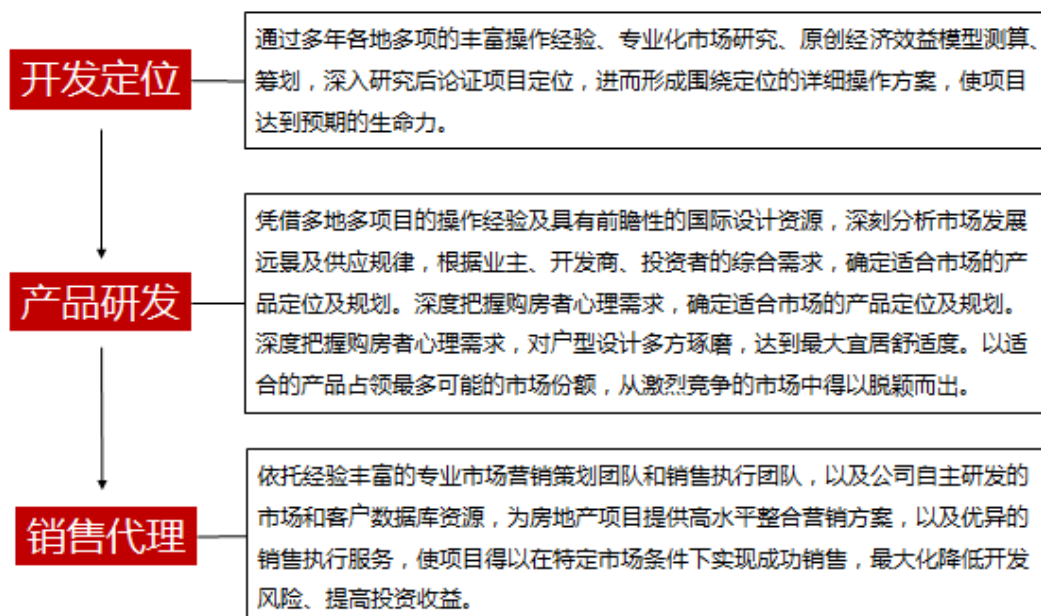 开发定位
通过多年各地多项的丰富操作经验、专业化市场研究、原创经济效益模型测算、
筹划，深入研究后论证项目定位，进而形成围绕定位的详细操作方案，使项目
达到预期的生命力。
产品研发
凭借多地多项目的操作经验及具有前瞻性的国际设计资源，深刻分析市场发展
远景及供应规律，根据业主、开发商、投资者的综合需求，确定适合市场的产
品定位及规划。深度把握购房者心理需求，确定适合市场的产品定位及规划。
深度把握购房者心理需求，对户型设计多方琢磨，达到最大宜居舒适度。以适
合的产品占领最多可能的市场份额，从激烈竞争的市场中得以脱颖而出。
销售代理
依托经验丰富的专业市场营销策划团队和销售执行团队，以及公司自主研发的
市场和客户数据库资源，为房地产项目提供高水平整合营销方案，以及优异的
销售执行服务，使项目得以在特定市场条件下实现成功销售，最大化降低开发
风险、提高投资收益。